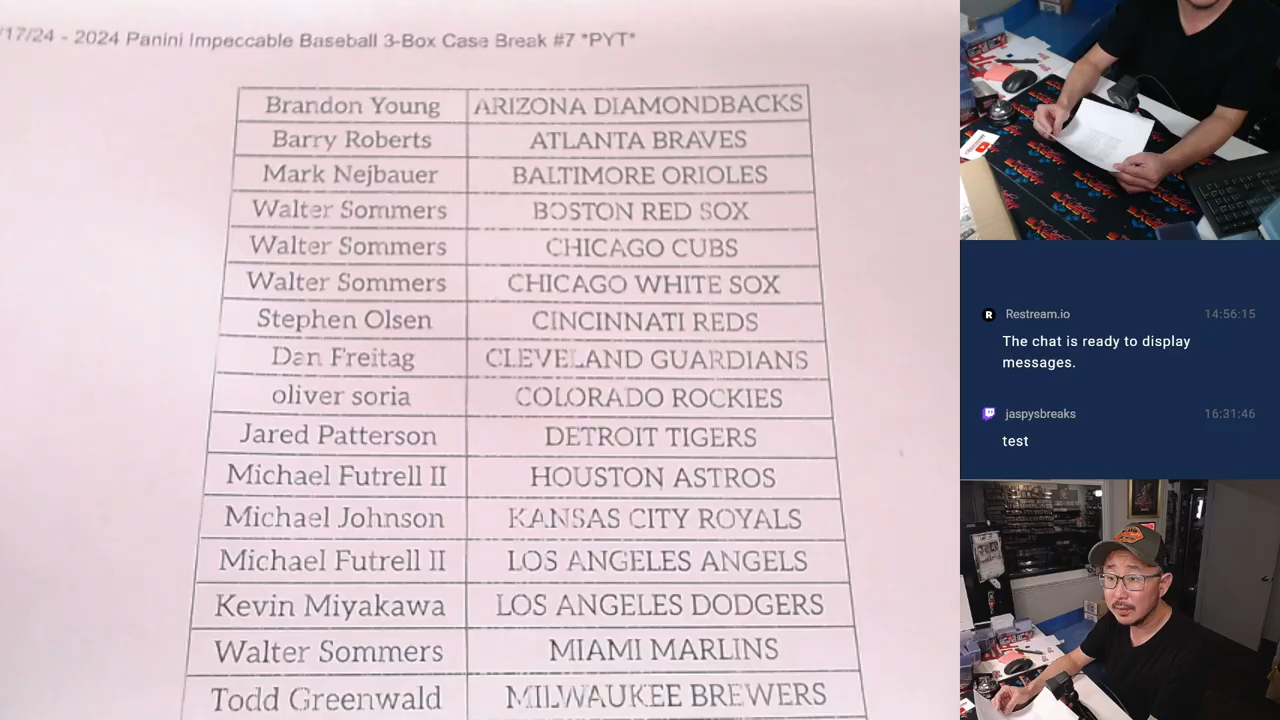 /17/24 - 2024 Panini Impeccable Baseball 3-Box Case Break #7 *PYT*
Brandon Young ARIZONA DIAMONDBACKS
Barry Roberts ATLANTA BRAVES
Mark Nejbauer BALTIMORE ORIOLES
Walter Sommers BOSTON RED SOX
Walter Sommers CHICAGO CUBS
Walter Sommers CHICAGO WHITE SOX
Stephen Olsen CINCINNATI REDS
Dan Freitag CLEVELAND GUARDIANS
oliver soria COLORADO ROCKIES
Jared Patterson DETROIT TIGERS
Michael Futrell II HOUSTON ASTROS
Michael Johnson KANSAS CITY ROYALS
Michael Futrell II LOS ANGELES ANGELS
Kevin Miyakawa LOS ANGELES DODGERS
Walter Sommers MIAMI MARLINS
Todd Greenwald MILWAUKEE BREWERS
R Restream.io 14:56:15
The chat is ready to display
messages.
jaspysbreaks 16:31:46
test